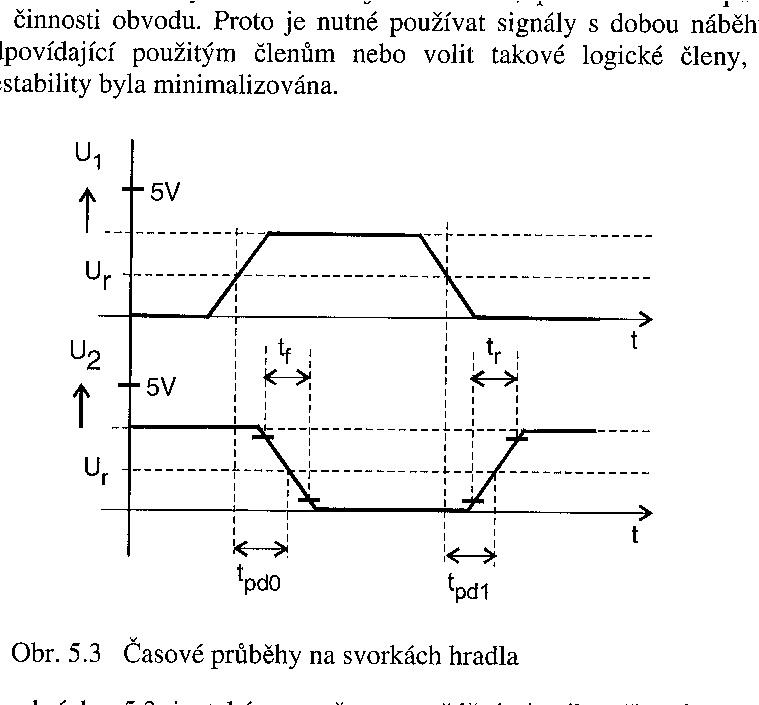 činnosti obvodu. Proto je nutné používat signály s dobou náběh
dpovídající použitým členům nebo volit takové logické členy,
estability byla minimalizována.
U1
5V
Ur
t
U2
tf
tr
5V
Ur
t
tpd0
tpd1
Obr. 5.3 Časové průběhy na svorkách hradla